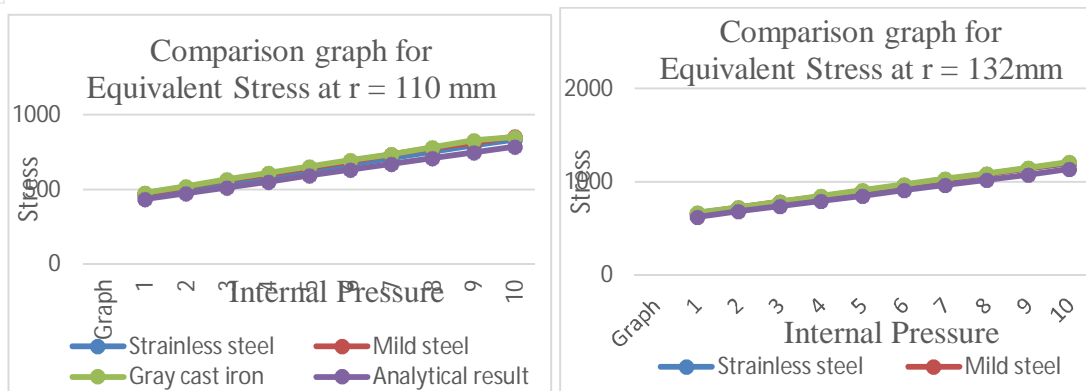 Comparison graph for
Equivalent Stress at r = 110 mm
1000
500
0
Stress
Graph
1
2
3
4
5
6
7
8
9
10
Internal Pressure
Strainless steel
Mild steel
Gray cast iron
Analytical result
Comparison graph for
Equivalent Stress at r = 132mm
2000
1000
0
Stress
Graph
1
2
3
4
5
6
7
8
9
10
Internal Pressure
Strainless steel
Mild steel